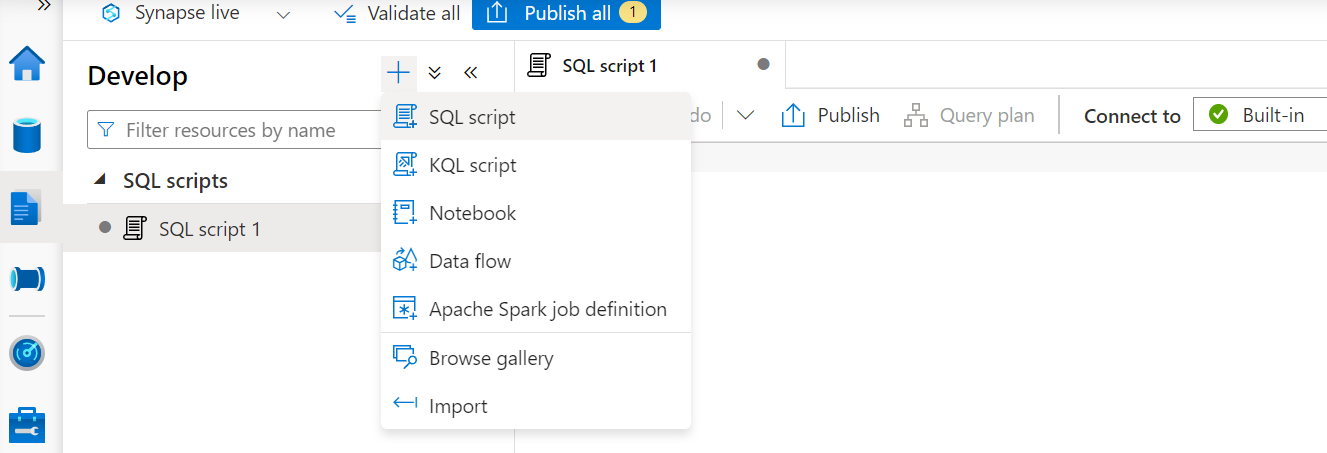 Synapse live
Validate all
Publish all 1
Develop
SQL script 1
Filter resources by name
SQL scripts
SQL script 1
SQL script
KQL script
Notebook
Data flow
Apache Spark job definition
Browse gallery
Import
do
Publish
Query plan
Connect to
Built-in